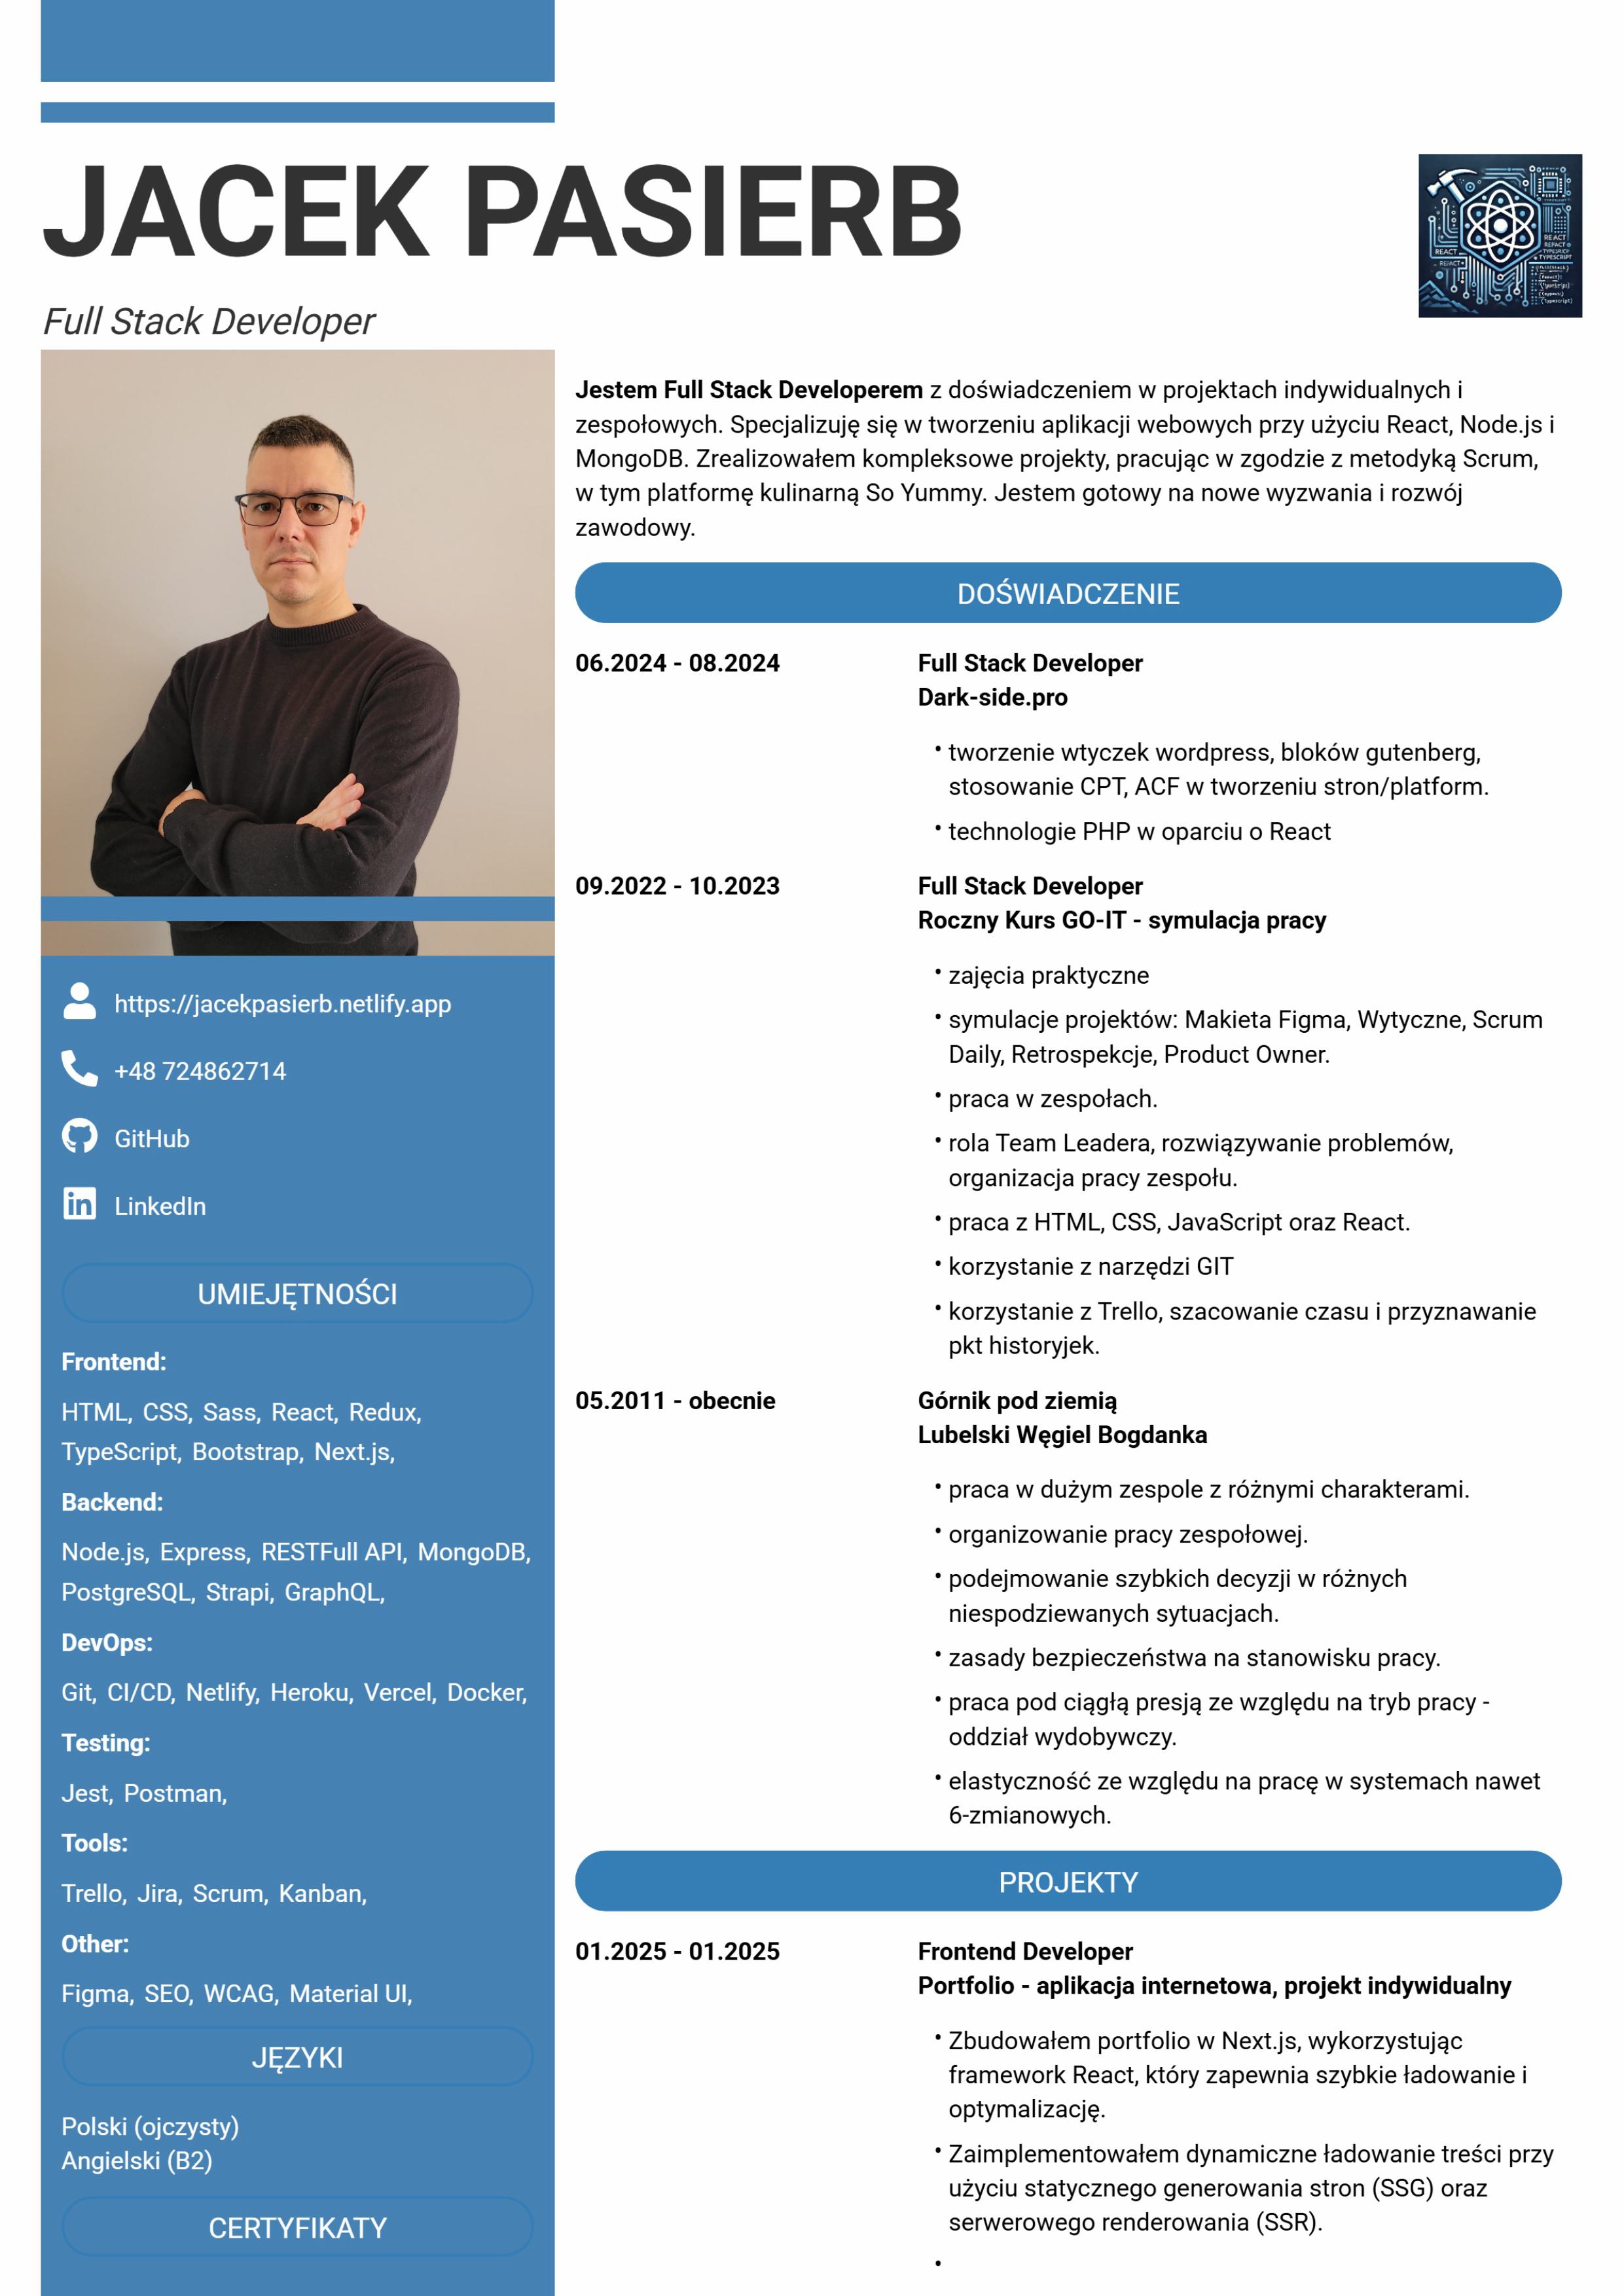 JACEK PASIERB
Full Stack Developer
REACT
REACT
REFACT
TYPESCRIPT
https://jacekpasierb.netlify.app
+48 724862714
GitHub
LinkedIn
UMIEJĘTNOŚCI
Frontend:
HTML, CSS, Sass, React, Redux,
TypeScript, Bootstrap, Next.js,
Backend:
Node.js, Express, RESTFull API, MongoDB,
PostgreSQL, Strapi, GraphQL,
DevOps:
Git, CI/CD, Netlify, Heroku, Vercel, Docker,
Testing:
Jest, Postman,
Tools:
Trello, Jira, Scrum, Kanban,
Other:
Figma, SEO, WCAG, Material UI,
JĘZYKI
Polski (ojczysty)
Angielski (B2)
CERTYFIKATY
Jestem Full Stack Developerem z doświadczeniem w projektach indywidualnych i
zespołowych. Specjalizuję się w tworzeniu aplikacji webowych przy użyciu React, Node.js i
MongoDB. Zrealizowałem kompleksowe projekty, pracując w zgodzie z metodyką Scrum,
w tym platformę kulinarną So Yummy. Jestem gotowy na nowe wyzwania i rozwój
zawodowy.
DOŚWIADCZENIE
06.2024 - 08.2024 Full Stack Developer
Dark-side.pro
• tworzenie wtyczek wordpress, bloków gutenberg,
stosowanie CPT, ACF w tworzeniu stron/platform.
• technologie PHP w oparciu o React
09.2022 - 10.2023 Full Stack Developer
Roczny Kurs GO-IT - symulacja pracy
• zajęcia praktyczne
• symulacje projektów: Makieta Figma, Wytyczne, Scrum
Daily, Retrospekcje, Product Owner.
• praca w zespołach.
• rola Team Leadera, rozwiązywanie problemów,
organizacja pracy zespołu.
• praca z HTML, CSS, JavaScript oraz React.
• korzystanie z narzędzi GIT
• korzystanie z Trello, szacowanie czasu i przyznawanie
pkt historyjek.
05.2011 - obecnie Górnik pod ziemią
Lubelski Węgiel Bogdanka
• praca w dużym zespole z różnymi charakterami.
• organizowanie pracy zespołowej.
• podejmowanie szybkich decyzji w różnych
niespodziewanych sytuacjach.
• zasady bezpieczeństwa na stanowisku pracy.
• praca pod ciągłą presją ze względu na tryb pracy -
oddział wydobywczy.
• elastyczność ze względu na pracę w systemach nawet
6-zmianowych.
PROJEKTY
01.2025 - 01.2025 Frontend Developer
Portfolio - aplikacja internetowa, projekt indywidualny
• Zbudowałem portfolio w Next.js, wykorzystując
framework React, który zapewnia szybkie ładowanie i
optymalizację.
• Zaimplementowałem dynamiczne ładowanie treści przy
użyciu statycznego generowania stron (SSG) oraz
serwerowego renderowania (SSR).
•